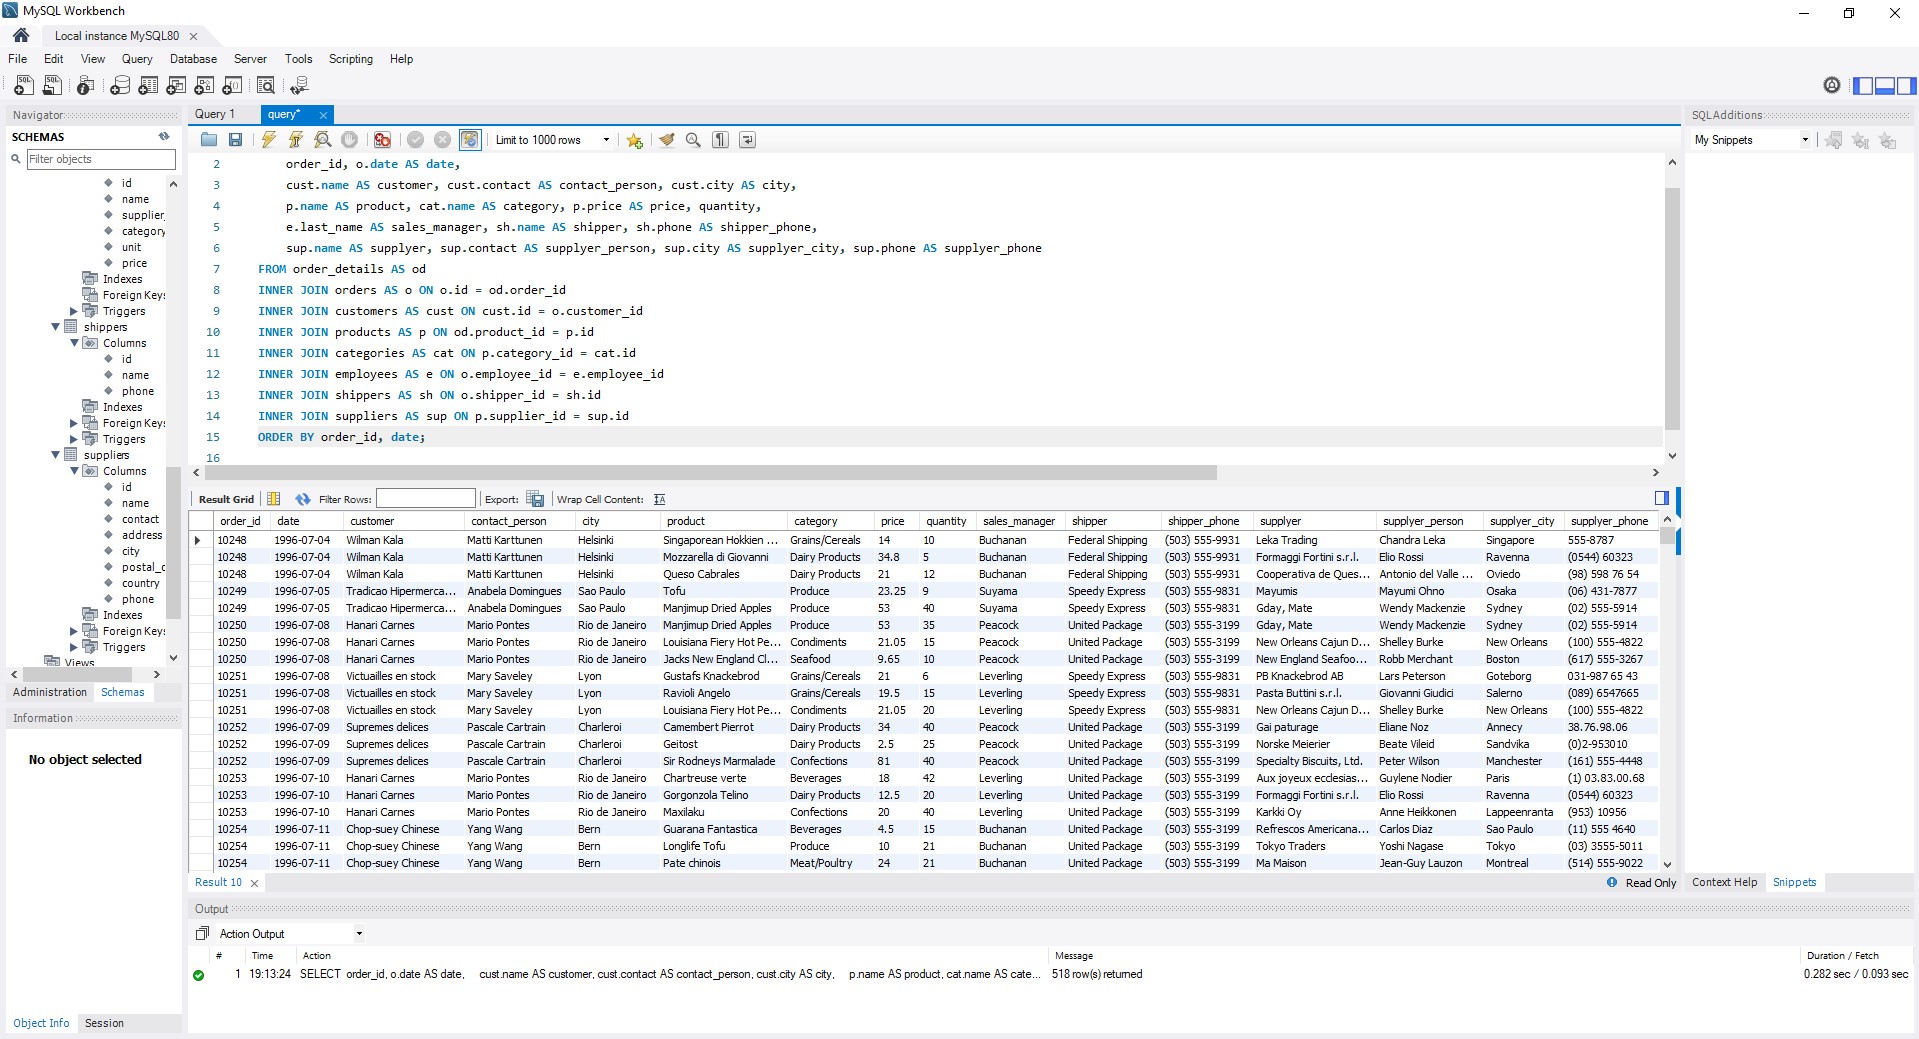 MySQL Workbench
Local instance MySQL80
File Edit View Query Database Server Tools Scripting Help
Navigator
SCHEMAS
Filter objects
id
name
supplier_
category
unit
price
Indexes
Foreign Keys
Triggers
shippers
Columns
id
name
phone
Indexes
Foreign Keys
Triggers
suppliers
Columns
id
name
contact
address
city
postal_c
country
phone
Indexes
Foreign Keys
Triggers
Views
Administration Schemas
Information
No object selected
Object Info Session
Query 1 query*
Limit to 1000 rows
2 order_id, o.date AS date,
3 cust.name AS customer, cust.contact AS contact_person, cust.city AS city,
4 p.name AS product, cat.name AS category, p.price AS price, quantity,
5 e.last_name AS sales_manager, sh.name AS shipper, sh.phone AS shipper_phone,
6 sup.name AS supplyer, sup.contact AS supplyer_person, sup.city AS supplyer_city, sup.phone AS supplyer_phone
7 FROM order_details AS od
8 INNER JOIN orders AS o ON o.id = od.order_id
9 INNER JOIN customers AS cust ON cust.id = o.customer_id
10 INNER JOIN products AS p ON od.product_id = p.id
11 INNER JOIN categories AS cat ON p.category_id = cat.id
12 INNER JOIN employees AS e ON o.employee_id = e.employee_id
13 INNER JOIN shippers AS sh ON o.shipper_id = sh.id
14 INNER JOIN suppliers AS sup ON p.supplier_id = sup.id
15 ORDER BY order_id, date;
16
Result Grid Filter Rows: Export: Wrap Cell Content:
order_id date customer contact_person city product category price quantity sales_manager shipper shipper_phone supplyer supplyer_person supplyer_city supplyer_phone
10248 1996-07-04 Wilman Kala Matti Karttunen Helsinki Singaporean Hokkien ... Grains/Cereals 14 10 Buchanan Federal Shipping (503) 555-9931 Leka Trading Chandra Leka Singapore 555-8787
10248 1996-07-04 Wilman Kala Matti Karttunen Helsinki Mozzarella di Giovanni Dairy Products 34.8 5 Buchanan Federal Shipping (503) 555-9931 Formaggi Fortini s.r.l. Elio Rossi Ravenna (0544) 60323
10248 1996-07-04 Wilman Kala Matti Karttunen Helsinki Queso Cabrales Dairy Products 21 12 Buchanan Federal Shipping (503) 555-9931 Cooperativa de Ques... Antonio del Valle ... Oviedo (98) 598 76 54
10249 1996-07-05 Tradicao Hipermerca... Anabela Domingues Sao Paulo Tofu Produce 23.25 9 Suyama Speedy Express (503) 555-9831 Mayumis Mayumi Ohno Osaka (06) 431-7877
10249 1996-07-05 Tradicao Hipermerca... Anabela Domingues Sao Paulo Manjimup Dried Apples Produce 53 40 Suyama Speedy Express (503) 555-9831 Gday, Mate Wendy Mackenzie Sydney (02) 555-5914
10250 1996-07-08 Hanari Carnes Mario Pontes Rio de Janeiro Manjimup Dried Apples Produce 53 35 Peacock United Package (503) 555-3199 Gday, Mate Wendy Mackenzie Sydney (02) 555-5914
10250 1996-07-08 Hanari Carnes Mario Pontes Rio de Janeiro Louisiana Fiery Hot Pe... Condiments 21.05 15 Peacock United Package (503) 555-3199 New Orleans Cajun D... Shelley Burke New Orleans (100) 555-4822
10250 1996-07-08 Hanari Carnes Mario Pontes Rio de Janeiro Jacks New England Cl... Seafood 9.65 10 Peacock United Package (503) 555-3199 New England Seafoo... Robb Merchant Boston (617) 555-3267
10251 1996-07-08 Victuailles en stock Mary Saveley Lyon Gustafs Knackebrod Grains/Cereals 21 6 Leverling Speedy Express (503) 555-9831 PB Knackebrod AB Lars Peterson Goteborg 031-987 65 43
10251 1996-07-08 Victuailles en stock Mary Saveley Lyon Ravioli Angelo Grains/Cereals 19.5 15 Leverling Speedy Express (503) 555-9831 Pasta Buttini s.r.l. Giovanni Giudici Salerno (089) 6547665
10251 1996-07-08 Victuailles en stock Mary Saveley Lyon Louisiana Fiery Hot Pe... Condiments 21.05 20 Leverling Speedy Express (503) 555-9831 New Orleans Cajun D... Shelley Burke New Orleans (100) 555-4822
10252 1996-07-09 Supremes delices Pascale Cartrain Charleroi Camembert Pierrot Dairy Products 34 40 Peacock United Package (503) 555-3199 Gai paturage Eliane Noz Annecy 38.76.98.06
10252 1996-07-09 Supremes delices Pascale Cartrain Charleroi Geitost Dairy Products 2.5 25 Peacock United Package (503) 555-3199 Norske Meierier Beate Vileid Sandvika (0)2-953010
10252 1996-07-09 Supremes delices Pascale Cartrain Charleroi Sir Rodneys Marmalade Confections 81 40 Peacock United Package (503) 555-3199 Specialty Biscuits, Ltd. Peter Wilson Manchester (161) 555-4448
10253 1996-07-10 Hanari Carnes Mario Pontes Rio de Janeiro Chartreuse verte Beverages 18 42 Leverling United Package (503) 555-3199 Aux joyeux ecclesias... Guylene Nodier Paris (1) 03.83.00.68
10253 1996-07-10 Hanari Carnes Mario Pontes Rio de Janeiro Gorgonzola Telino Dairy Products 12.5 20 Leverling United Package (503) 555-3199 Formaggi Fortini s.r.l. Elio Rossi Ravenna (0544) 60323
10253 1996-07-10 Hanari Carnes Mario Pontes Rio de Janeiro Maxilaku Confections 20 40 Leverling United Package (503) 555-3199 Karkki Oy Anne Heikkonen Lappeenranta (953) 10956
10254 1996-07-11 Chop-suey Chinese Yang Wang Bern Guarana Fantastica Beverages 4.5 15 Buchanan United Package (503) 555-3199 Refrescos Americana... Carlos Diaz Sao Paulo (11) 555 4640
10254 1996-07-11 Chop-suey Chinese Yang Wang Bern Longlife Tofu Produce 10 21 Buchanan United Package (503) 555-3199 Tokyo Traders Yoshi Nagase Tokyo (03) 3555-5011
10254 1996-07-11 Chop-suey Chinese Yang Wang Bern Pate chinois Meat/Poultry 24 21 Buchanan United Package (503) 555-3199 Ma Maison Jean-Guy Lauzon Montreal (514) 555-9022
Result 10 Read Only
Output
Action Output
# Time Action Message Duration / Fetch
1 19:13:24 SELECT order_id, o.date AS date, cust.name AS customer, cust.contact AS contact_person, cust.city AS city, p.name AS product, cat.name AS cate... 518 row(s) returned 0.282 sec / 0.093 sec
SQLAdditions
My Snippets
Context Help Snippets